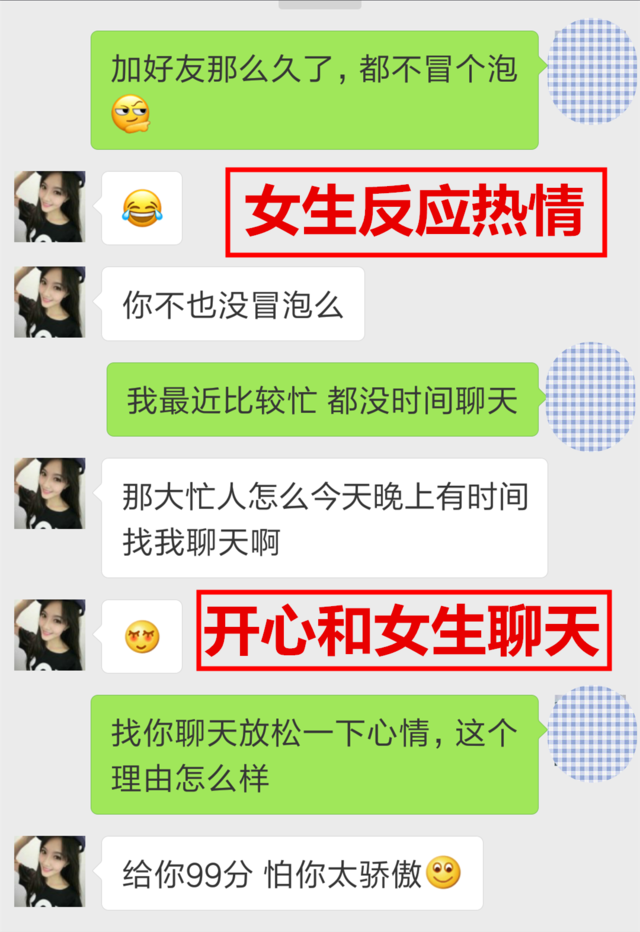 加好友那么久了，都不冒个泡
女生反应热情
你不也没冒泡么
我最近比较忙 都没时间聊天
那大忙人怎么今天晚上有时间
找我聊天啊
开心和女生聊天
找你聊天放松一下心情，这个
理由怎么样
给你99分 怕你太骄傲